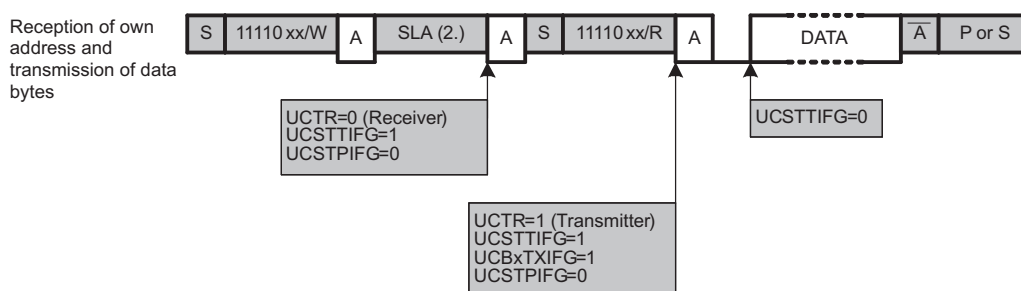 Reception of own
address and
transmission of data
bytes
S 11110 xx/W A SLA (2.) A S 11110 xx/R A DATA A P or S
UCTR=0 (Receiver)
UCSTTIFG=1
UCSTPIFG=0
UCSTTIFG=0
UCTR=1 (Transmitter)
UCSTTIFG=1
UCBxTXIFG=1
UCSTPIFG=0